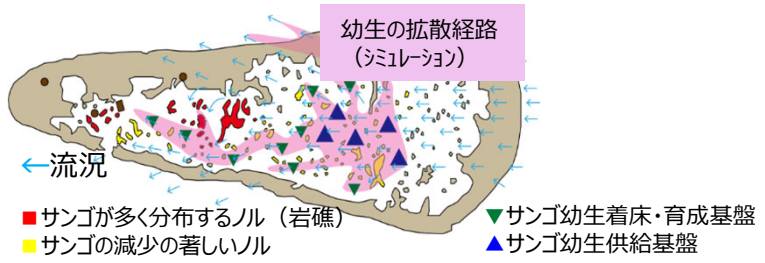 幼生の拡散経路
（シミュレーション）
←流況
■サンゴが多く分布するノル（岩礁）
■サンゴの減少の著しいノル
▼サンゴ幼生着床・育成基盤
▲サンゴ幼生供給基盤